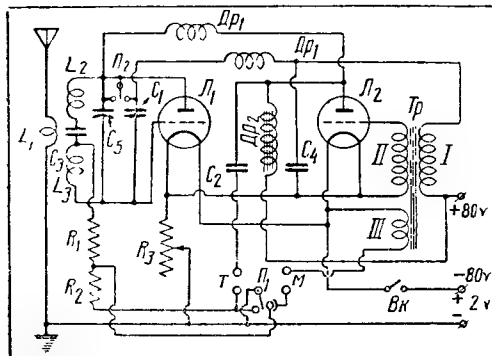 Др₁
Др₁
L₂
П₂
C₁
Л₁
Л₂
Тр
L₁
C₅
C₃
L₃
Др₂
C₂
C₄
II
I
III
+80v
R₁
R₂
R₃
Т
П₁
М
Вк
-80v
+
2v
-